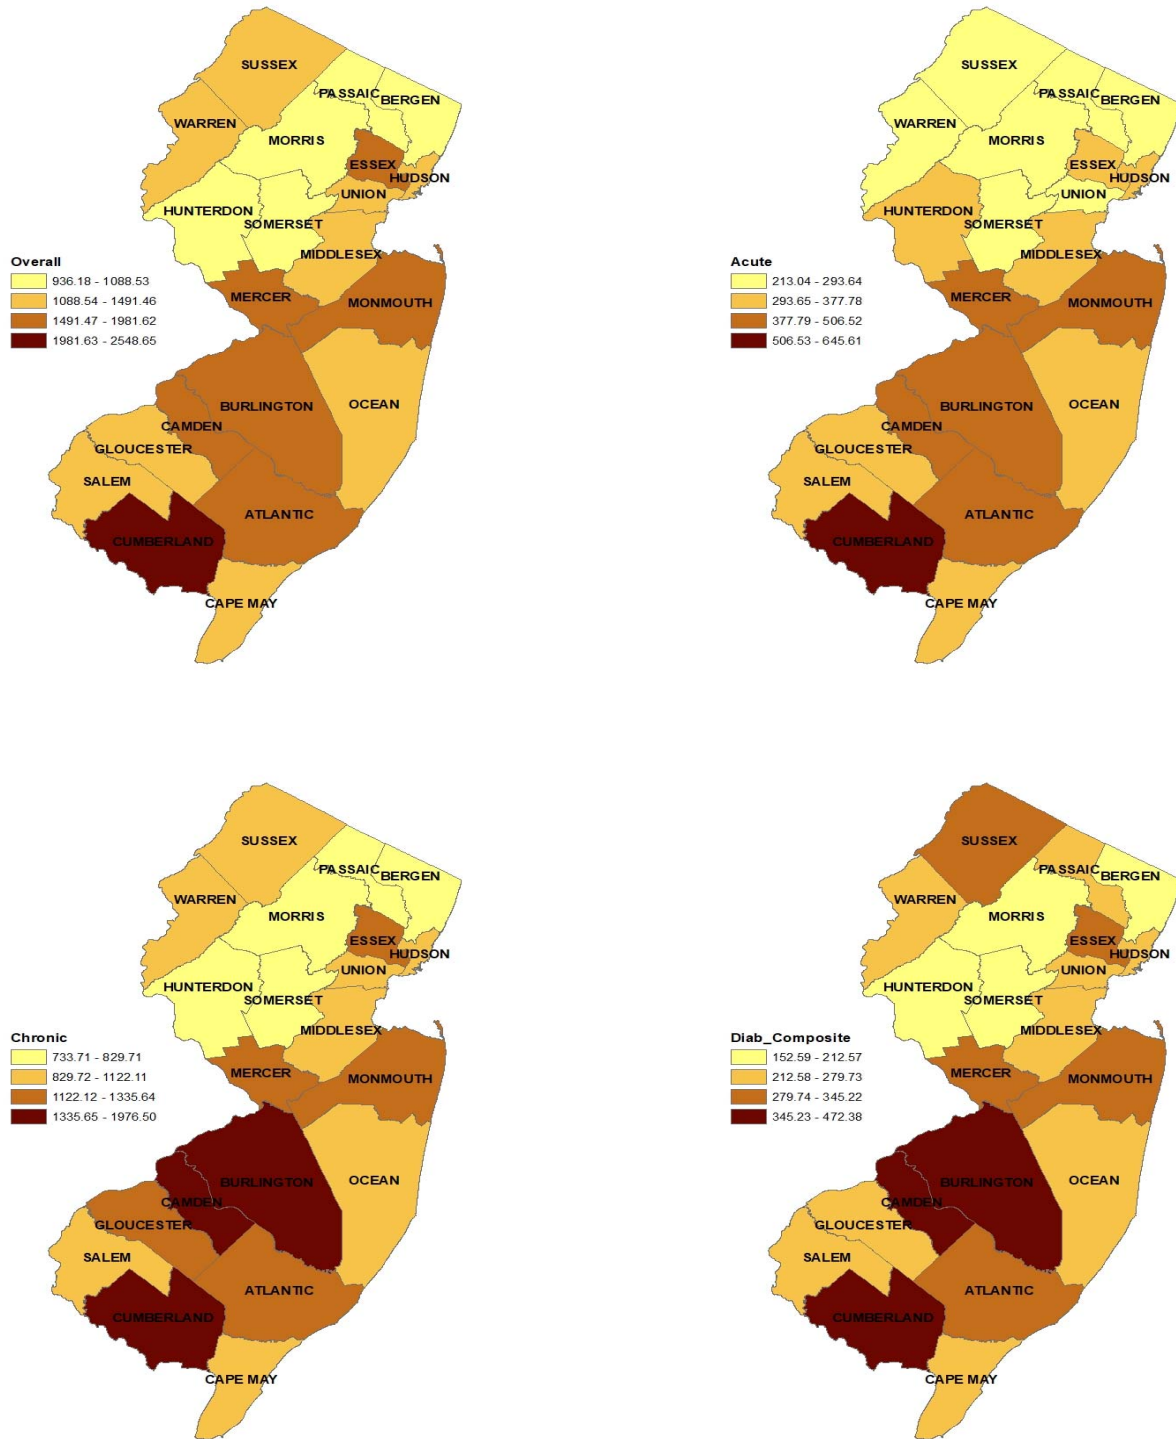 SUSSEX
PASSAIC
BERGEN
WARREN
MORRIS
ESSEX
HUDSON
UNION
HUNTERDON
SOMERSET
MIDDLESEX
Overall
936.18 - 1088.53
1088.54 - 1491.46
1491.47 - 1981.62
1981.63 - 2548.65
MERCER
MONMOUTH
OCEAN
BURLINGTON
CAMDEN
GLOUCESTER
SALEM
ATLANTIC
CUMBERLAND
CAPE MAY
SUSSEX
PASSAIC
BERGEN
WARREN
MORRIS
ESSEX
HUDSON
UNION
HUNTERDON
SOMERSET
MIDDLESEX
Acute
213.04 - 293.64
293.65 - 377.78
377.79 - 506.52
506.53 - 645.61
MERCER
MONMOUTH
OCEAN
BURLINGTON
CAMDEN
GLOUCESTER
SALEM
ATLANTIC
CUMBERLAND
CAPE MAY
SUSSEX
PASSAIC
BERGEN
WARREN
MORRIS
ESSEX
HUDSON
UNION
HUNTERDON
SOMERSET
MIDDLESEX
Chronic
733.71 - 829.71
829.72 - 1122.11
1122.12 - 1335.64
1335.65 - 1976.50
MERCER
MONMOUTH
OCEAN
BURLINGTON
CAMDEN
GLOUCESTER
SALEM
ATLANTIC
CUMBERLAND
CAPE MAY
SUSSEX
PASSAIC
BERGEN
WARREN
MORRIS
ESSEX
HUDSON
UNION
HUNTERDON
SOMERSET
MIDDLESEX
Diab_Composite
152.59 - 212.57
212.58 - 279.73
279.74 - 345.22
345.23 - 472.38
MERCER
MONMOUTH
OCEAN
BURLINGTON
CAMDEN
GLOUCESTER
SALEM
ATLANTIC
CUMBERLAND
CAPE MAY